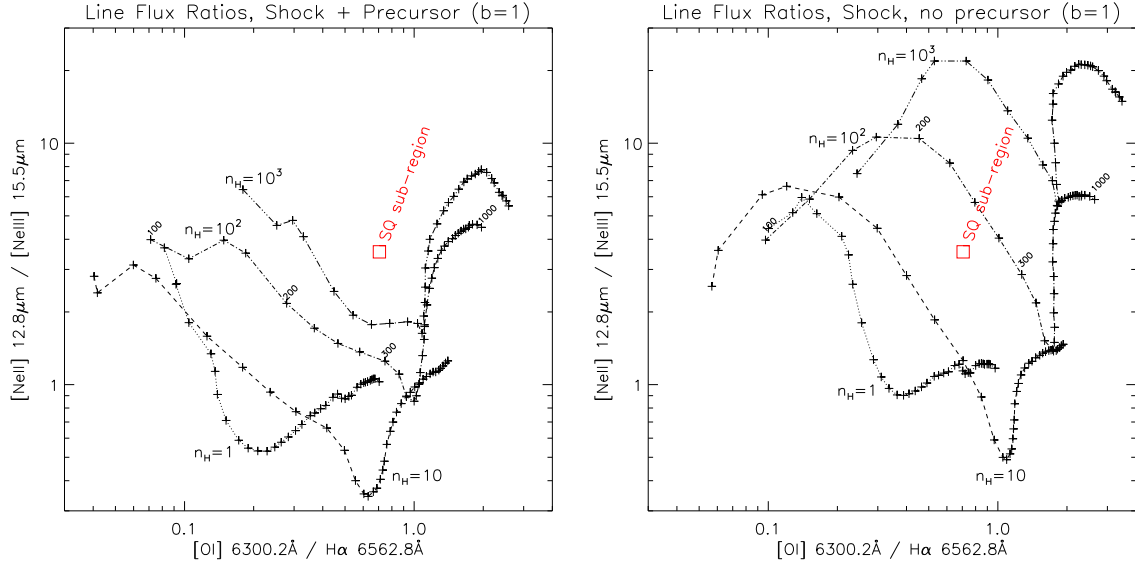 Line Flux Ratios, Shock + Precursor (b=1)
[NeII] 12.8μm / [NeIII] 15.5μm
10
1
0.1
1.0
[OI] 6300.2Å / Hα 6562.8Å
n_H=10^3
n_H=10^2
n_H=1
n_H=10
100
200
300
1000
SQ sub-region
Line Flux Ratios, Shock, no precursor (b=1)
[NeII] 12.8μm / [NeIII] 15.5μm
10
1
0.1
1.0
[OI] 6300.2Å / Hα 6562.8Å
n_H=10^3
n_H=10^2
n_H=1
n_H=10
100
200
300
1000
SQ sub-region